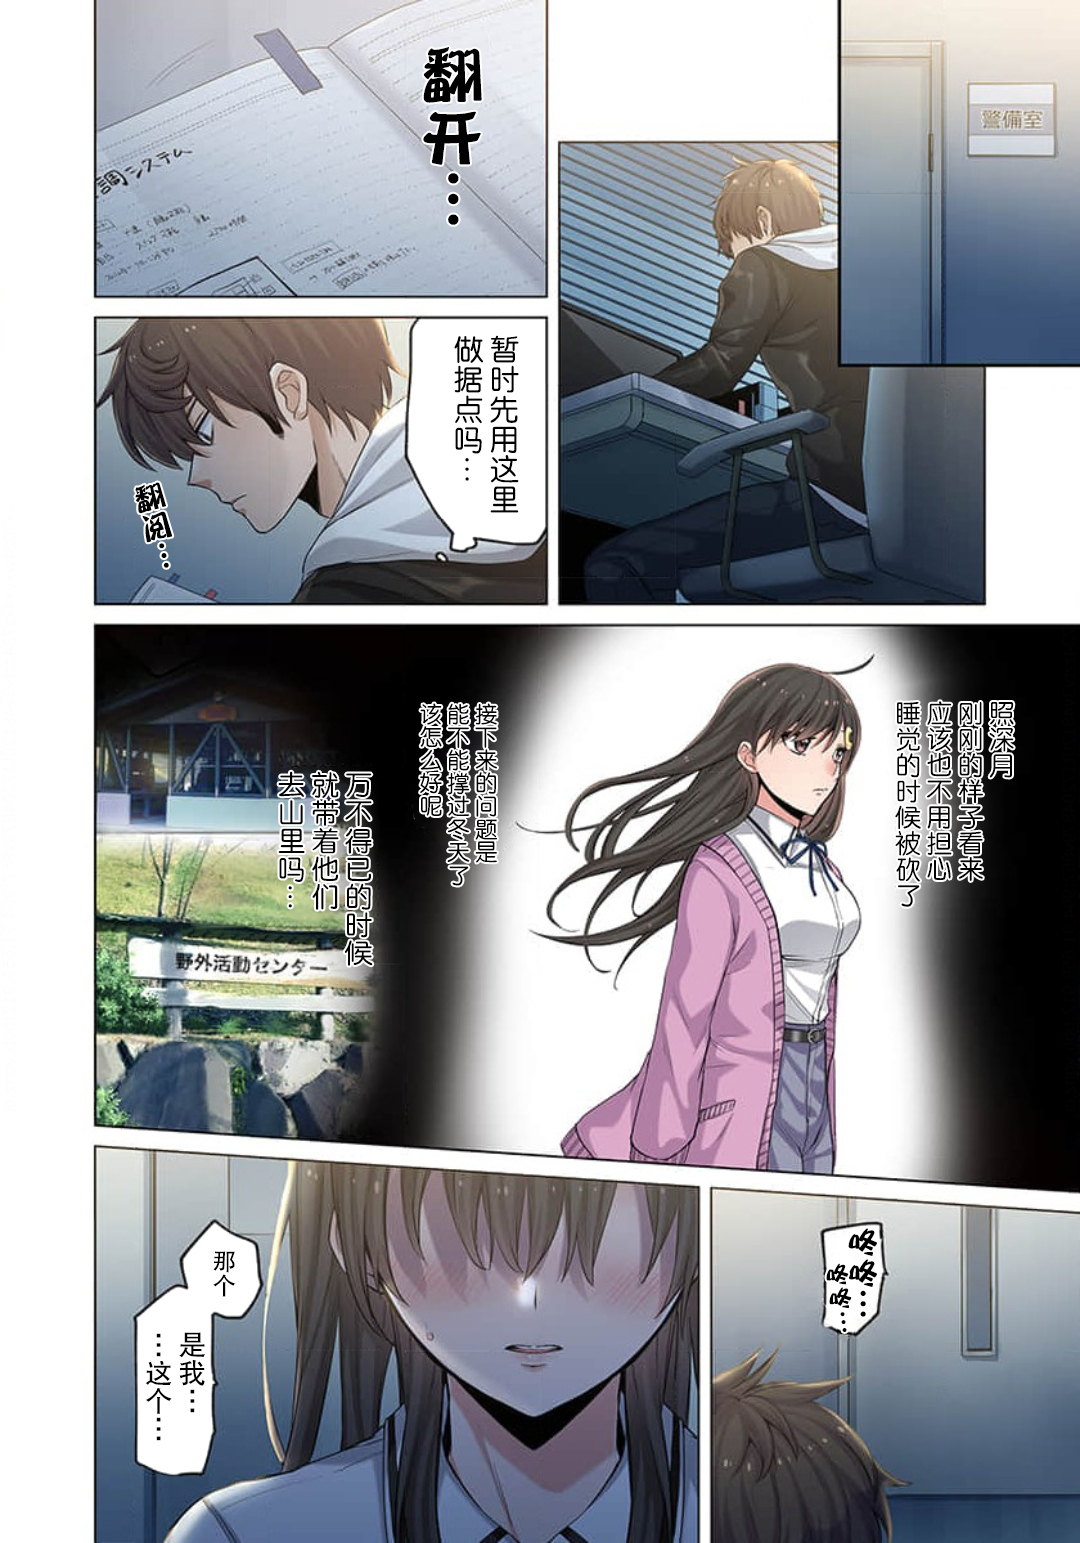 警備室
翻开…
調システム
暂时先用这里
做据点吗…
翻阅…
照深月
刚刚的样子看来
应该也不用担心
睡觉的时候被砍了
接下来的问题是
能不能撑过冬天了
该怎么好呢
万不得已的时候
就带着他们
去山里吗…
野外活動センター
咚咚…
咚咚…
那个
是我…
…这个…